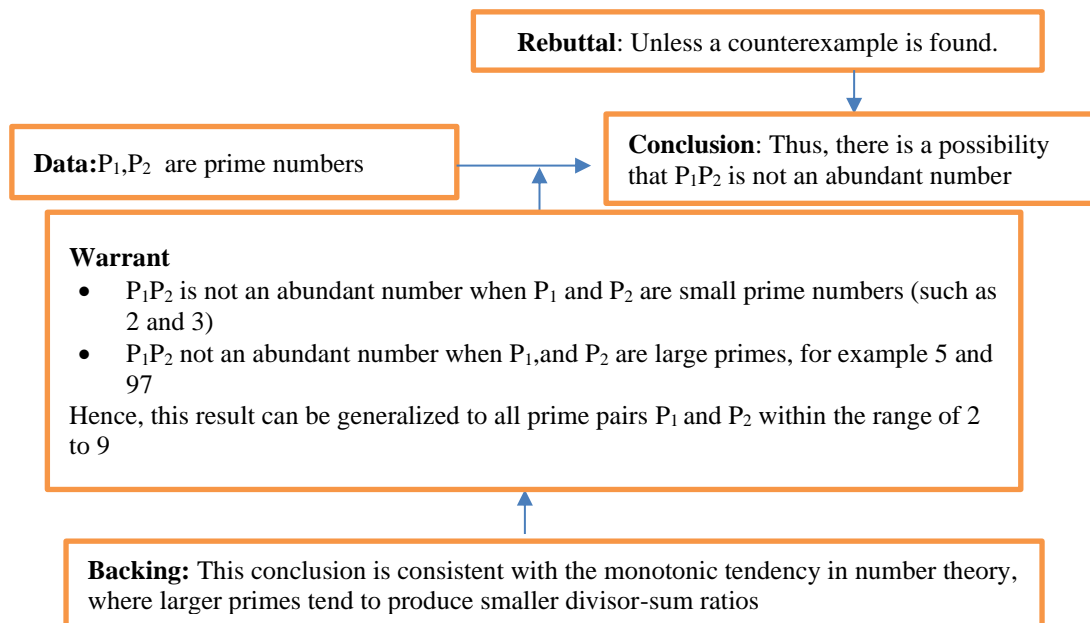 Rebuttal: Unless a counterexample is found.
Data:P₁,P₂ are prime numbers
Conclusion: Thus, there is a possibility
that P₁P₂ is not an abundant number
Warrant
• P₁P₂ is not an abundant number when P₁ and P₂ are small prime numbers (such as
2 and 3)
• P₁P₂ not an abundant number when P₁,and P₂ are large primes, for example 5 and
97
Hence, this result can be generalized to all prime pairs P₁ and P₂ within the range of 2
to 9
Backing: This conclusion is consistent with the monotonic tendency in number theory,
where larger primes tend to produce smaller divisor-sum ratios